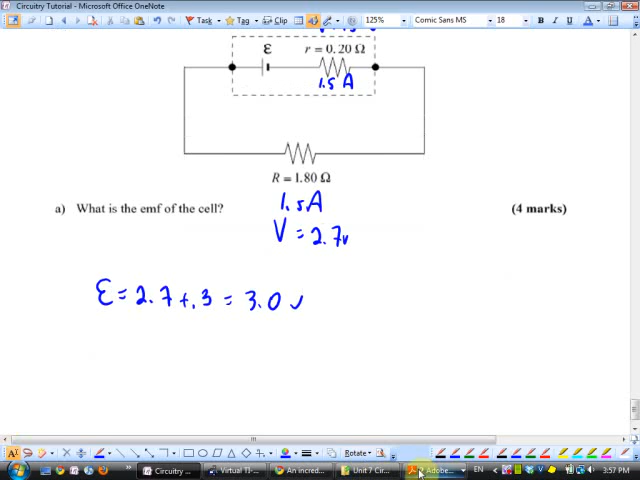 Circuitry Tutorial - Microsoft Office OneNote
Task Tag Clip 125% Comic Sans MS 18 B I U
ε r = 0.20 Ω
1.5 A
R = 1.80 Ω
1.5A
a) What is the emf of the cell? (4 marks)
V = 2.7v
ε = 2.7 + .3 = 3.0 v
Rotate
Circuitry ... Virtual TI-... An incred... Unit 7 Circ... Adobe... EN 3:57 PM